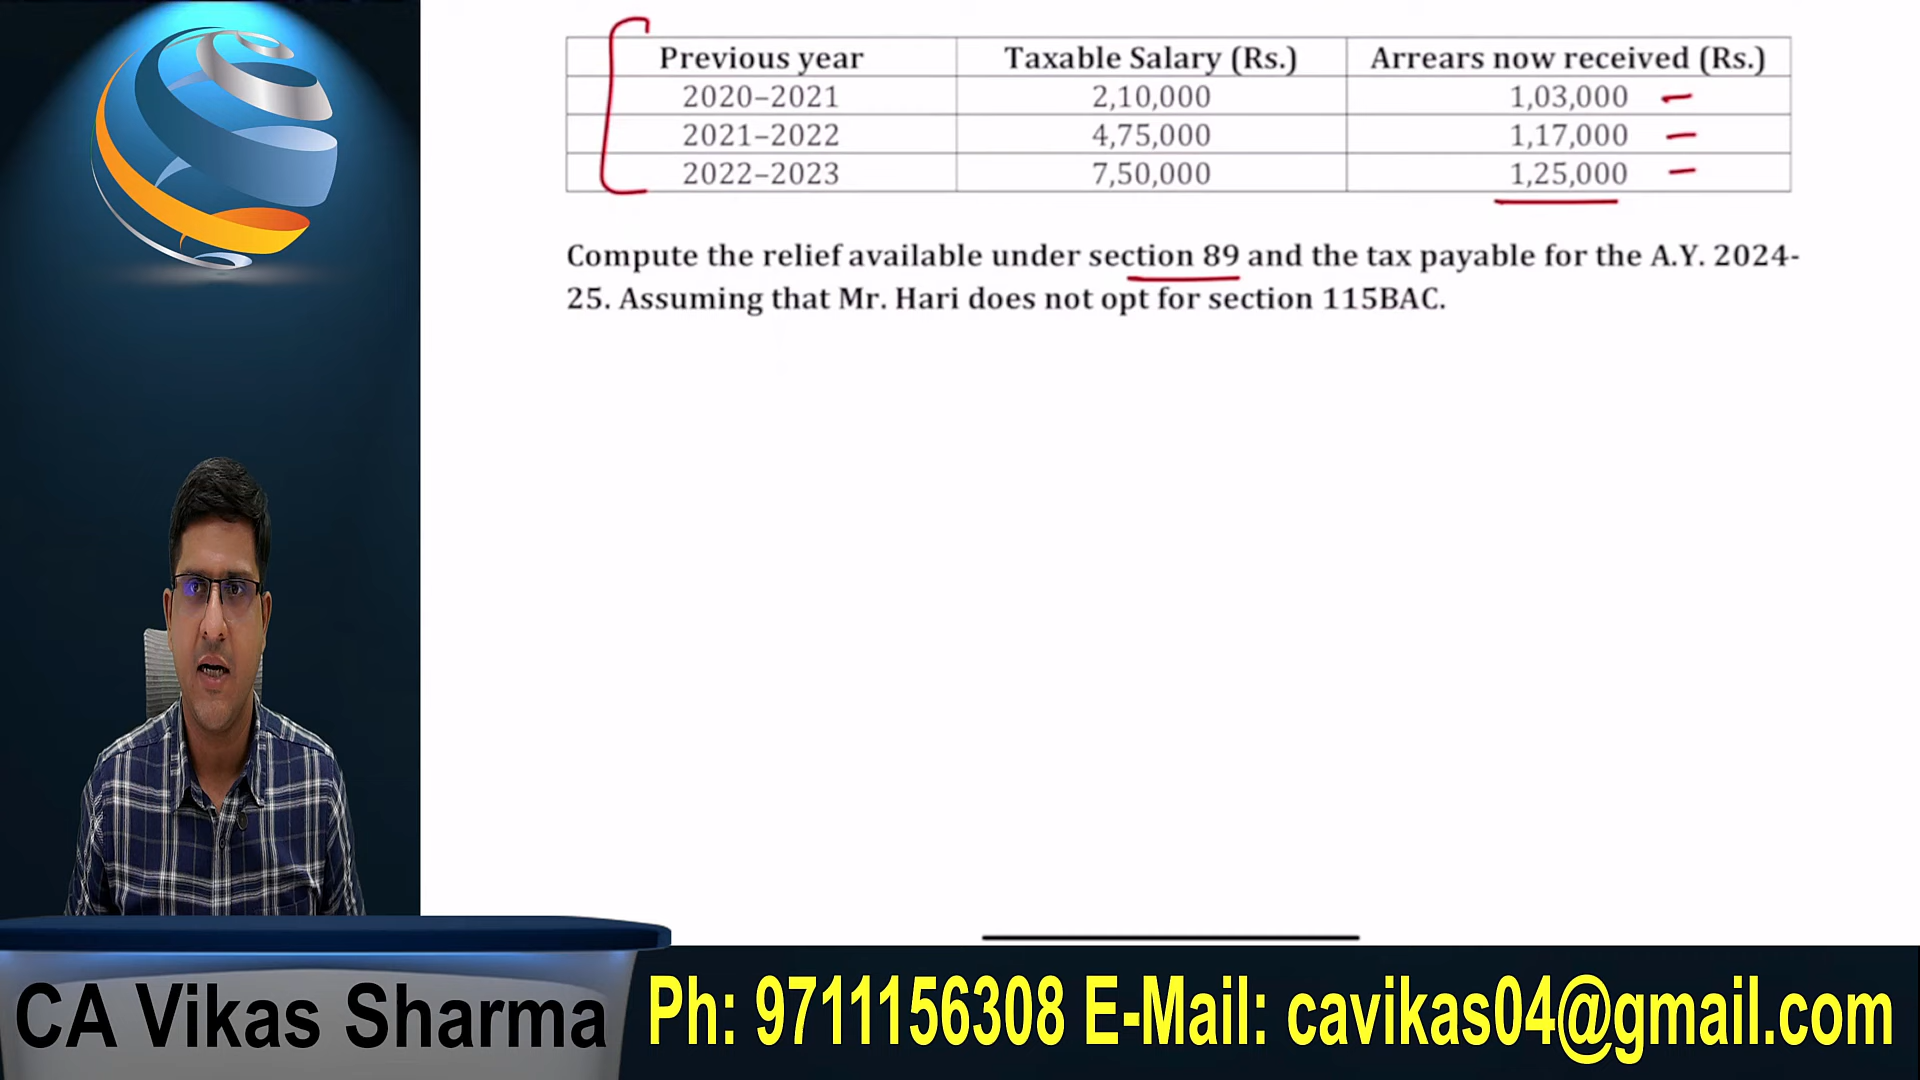 Previous year Taxable Salary (Rs.) Arrears now received (Rs.)
2020–2021 2,10,000 1,03,000
2021–2022 4,75,000 1,17,000
2022–2023 7,50,000 1,25,000
Compute the relief available under section 89 and the tax payable for the A.Y. 2024-
25. Assuming that Mr. Hari does not opt for section 115BAC.
CA Vikas Sharma
Ph: 9711156308 E-Mail: cavikas04@gmail.com